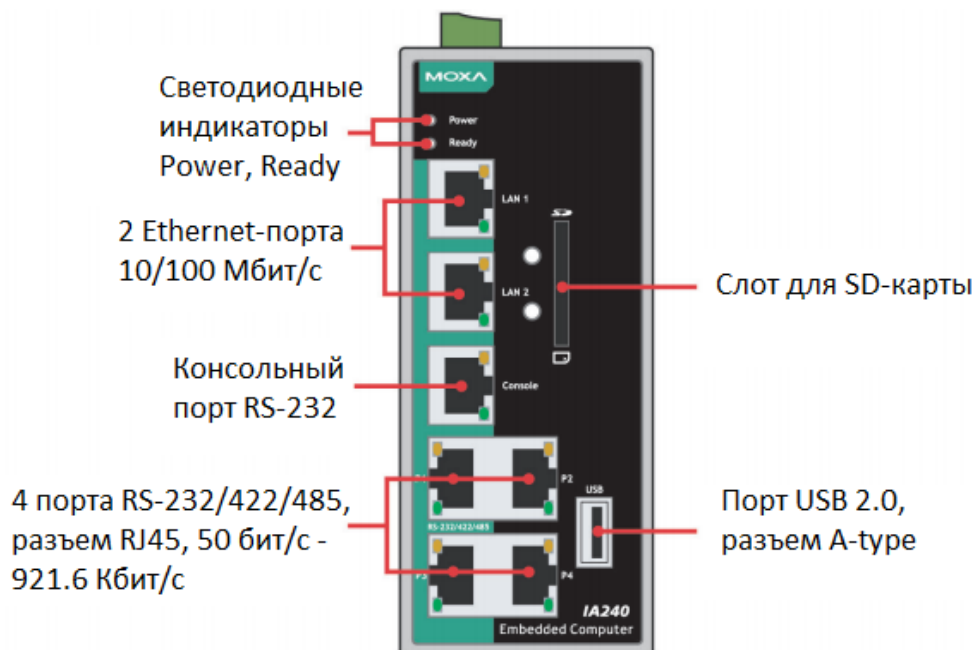 MOXA
Светодиодные
индикаторы
Power, Ready
Power
Ready
2 Ethernet-порта
10/100 Мбит/с
LAN 1
LAN 2
Слот для SD-карты
Консольный
порт RS-232
Console
4 порта RS-232/422/485,
разъем RJ45, 50 бит/с -
921.6 Кбит/с
P2
USB
RS-232/422/485
P3
P4
Порт USB 2.0,
разъем A-type
IA240
Embedded Computer